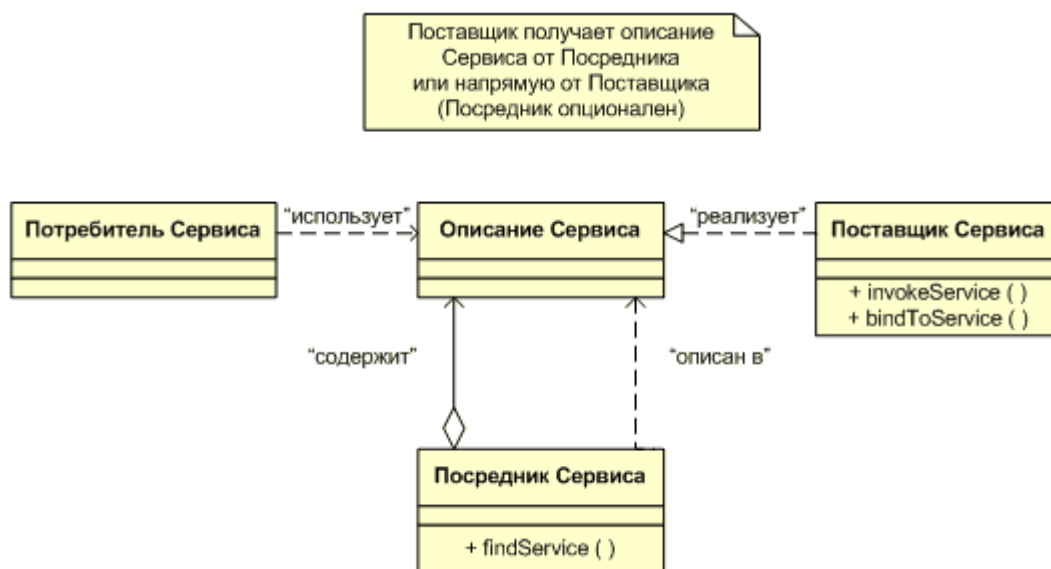 Поставщик получает описание
Сервиса от Посредника
или напрямую от Поставщика
(Посредник опционален)
Потребитель Сервиса
“использует”
Описание Сервиса
“реализует”
Поставщик Сервиса
+ invokeService ( )
+ bindToService ( )
“содержит”
“описан в”
Посредник Сервиса
+ findService ( )